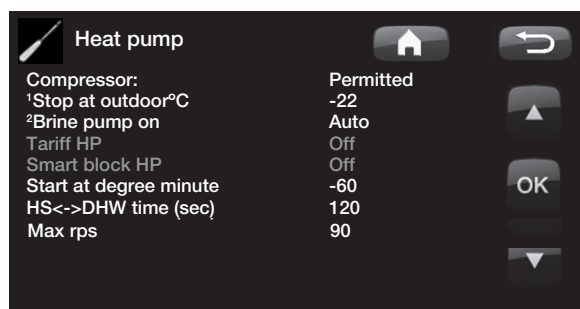 Heat pump
Compressor: Permitted
¹Stop at outdoorºC -22
²Brine pump on Auto
Tariff HP Off
Smart block HP Off
Start at degree minute -60
HS<->DHW time (sec) 120
Max rps 90
OK